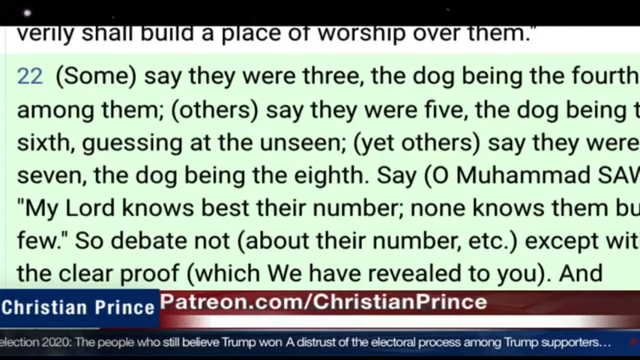 verily shall build a place of worship over them."
22 (Some) say they were three, the dog being the fourth
among them; (others) say they were five, the dog being t
sixth, guessing at the unseen; (yet others) say they were
seven, the dog being the eighth. Say (O Muhammad SAW
"My Lord knows best their number; none knows them bu
few." So debate not (about their number, etc.) except wit
the clear proof (which We have revealed to you). And
Christian Prince
Patreon.com/ChristianPrince
election 2020: The people who still believe Trump won A distrust of the electoral process among Trump supporters...